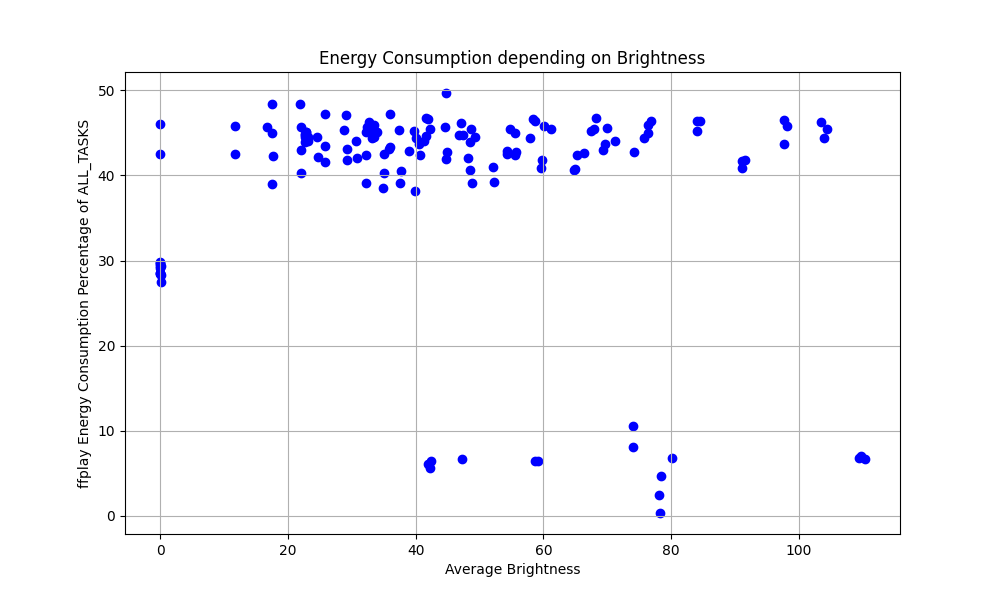 Energy Consumption depending on Brightness
ffplay Energy Consumption Percentage of ALL_TASKS
50
40
30
20
10
0
0 20 40 60 80 100
Average Brightness